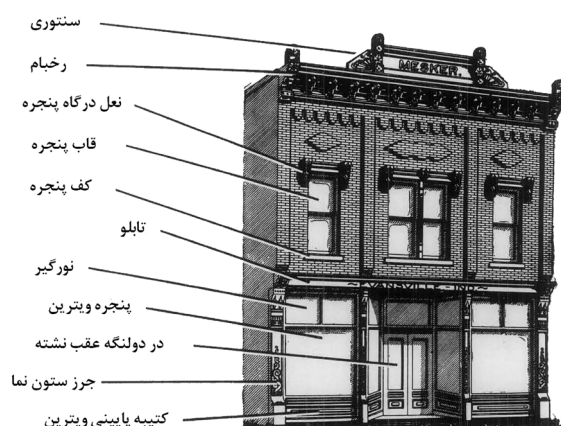 سنتوری
رخبام
MESKER.
نعل درگاه پنجره
قاب پنجره
کف پنجره
تابلو
نورگیر
EVANSVILLE - IND
پنجره ویترین
در دولنگه عقب نشته
جرز ستون نما
کتیبه پایینی ویترین